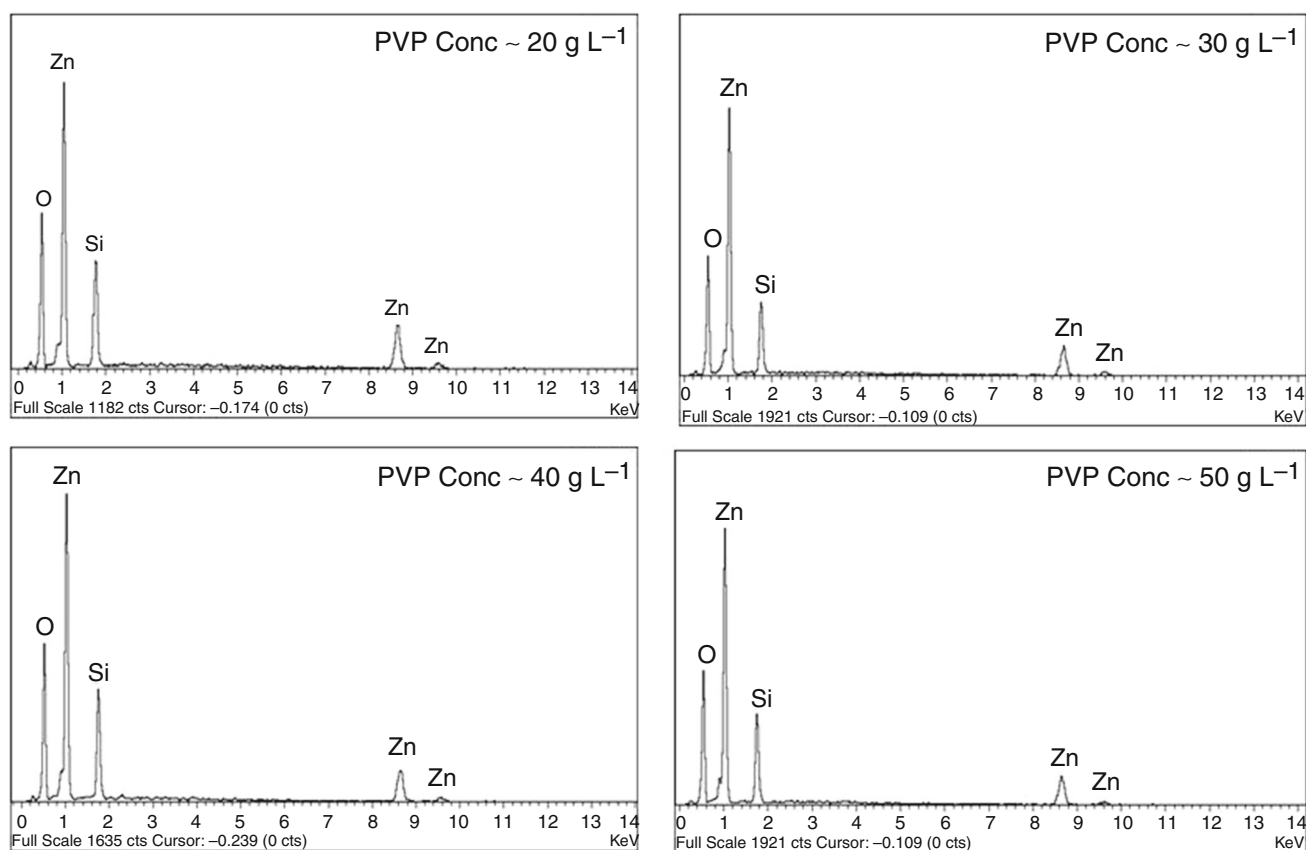 PVP Conc ~ 20 g L⁻¹
Zn
O
Si
Zn
Zn
0 1 2 3 4 5 6 7 8 9 10 11 12 13 14
Full Scale 1182 cts Cursor: −0.174 (0 cts)
KeV
PVP Conc ~ 30 g L⁻¹
Zn
O
Si
Zn
Zn
0 1 2 3 4 5 6 7 8 9 10 11 12 13 14
Full Scale 1921 cts Cursor: −0.109 (0 cts)
KeV
PVP Conc ~ 40 g L⁻¹
Zn
O
Si
Zn
Zn
0 1 2 3 4 5 6 7 8 9 10 11 12 13 14
Full Scale 1635 cts Cursor: −0.239 (0 cts)
KeV
PVP Conc ~ 50 g L⁻¹
Zn
O
Si
Zn
Zn
0 1 2 3 4 5 6 7 8 9 10 11 12 13 14
Full Scale 1921 cts Cursor: −0.109 (0 cts)
KeV